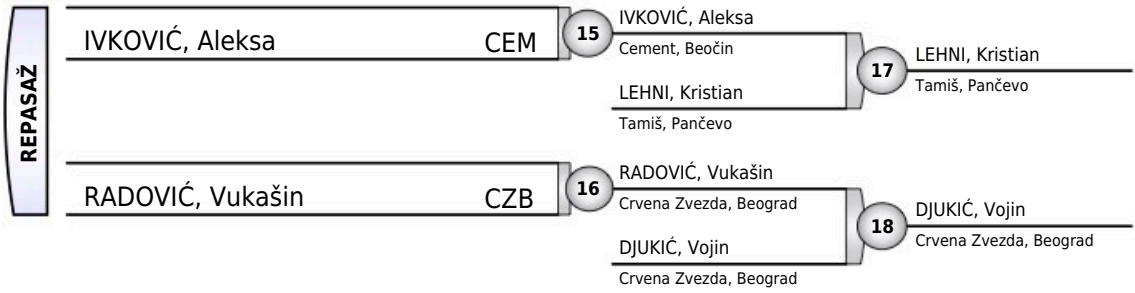 REPASAŽ
IVKOVIĆ, Aleksa CEM
15
IVKOVIĆ, Aleksa
Cement, Beočin
LEHNI, Kristian
Tamiš, Pančevo
17
LEHNI, Kristian
Tamiš, Pančevo
RADOVIĆ, Vukašin CZB
16
RADOVIĆ, Vukašin
Crvena Zvezda, Beograd
DJUKIĆ, Vojin
Crvena Zvezda, Beograd
18
DJUKIĆ, Vojin
Crvena Zvezda, Beograd